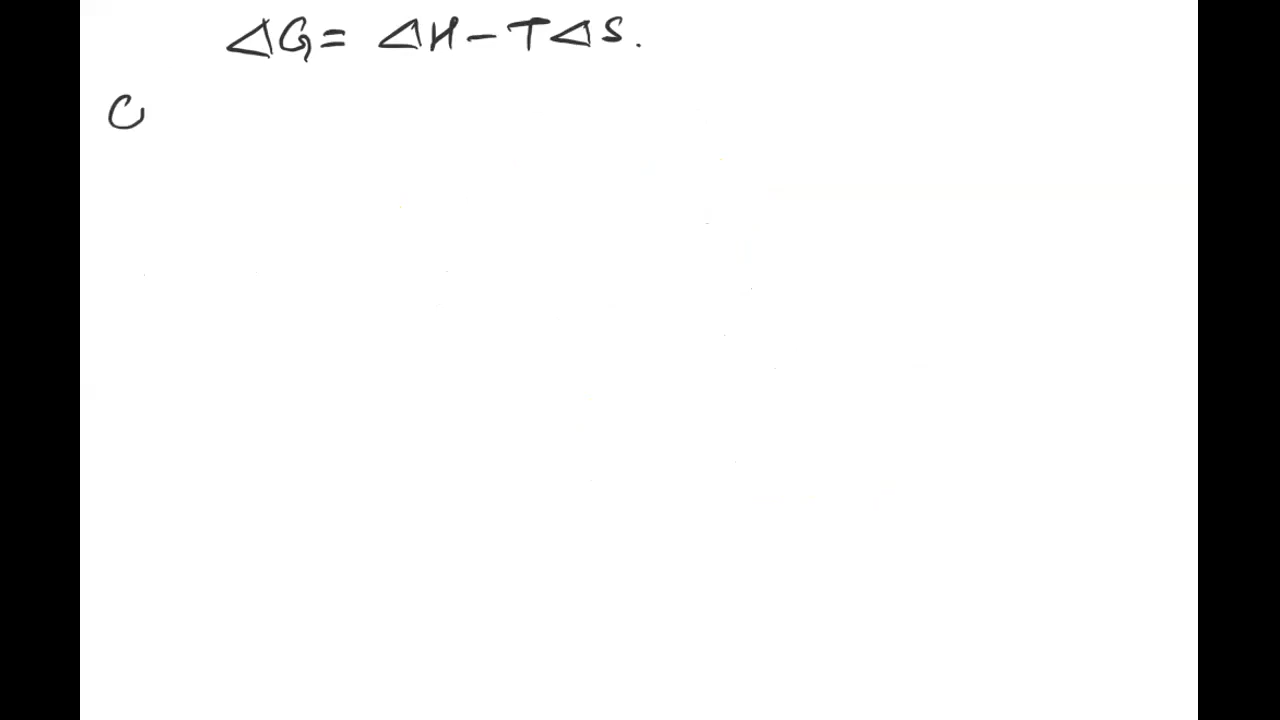 ΔG = ΔH - TΔS.
C